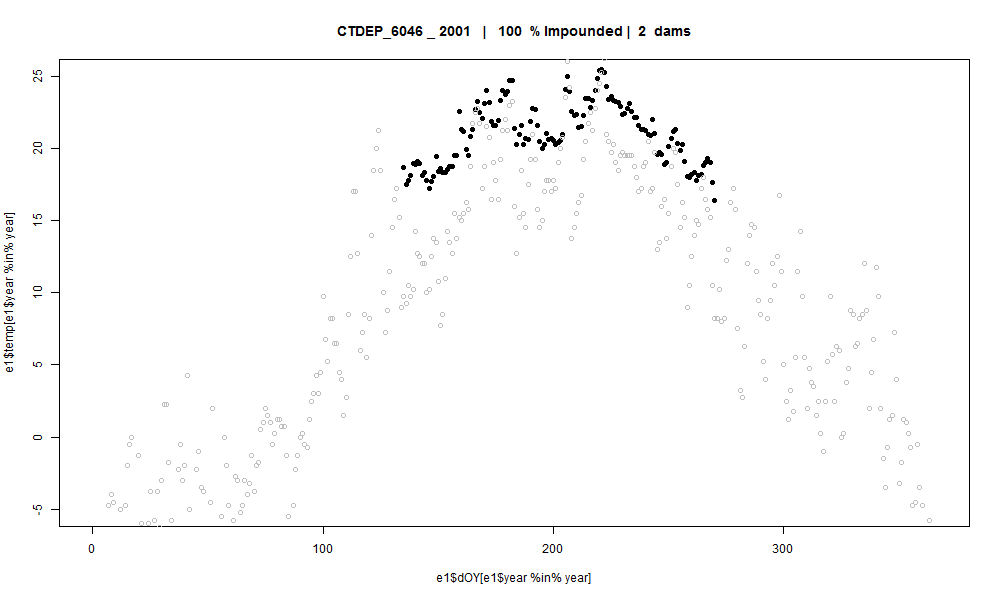 CTDEP_6046 _ 2001 | 100 % Impounded | 2 dams
e1$temp[e1$year %in% year]
25
20
15
10
5
0
-5
0 100 200 300
e1$dOY[e1$year %in% year]